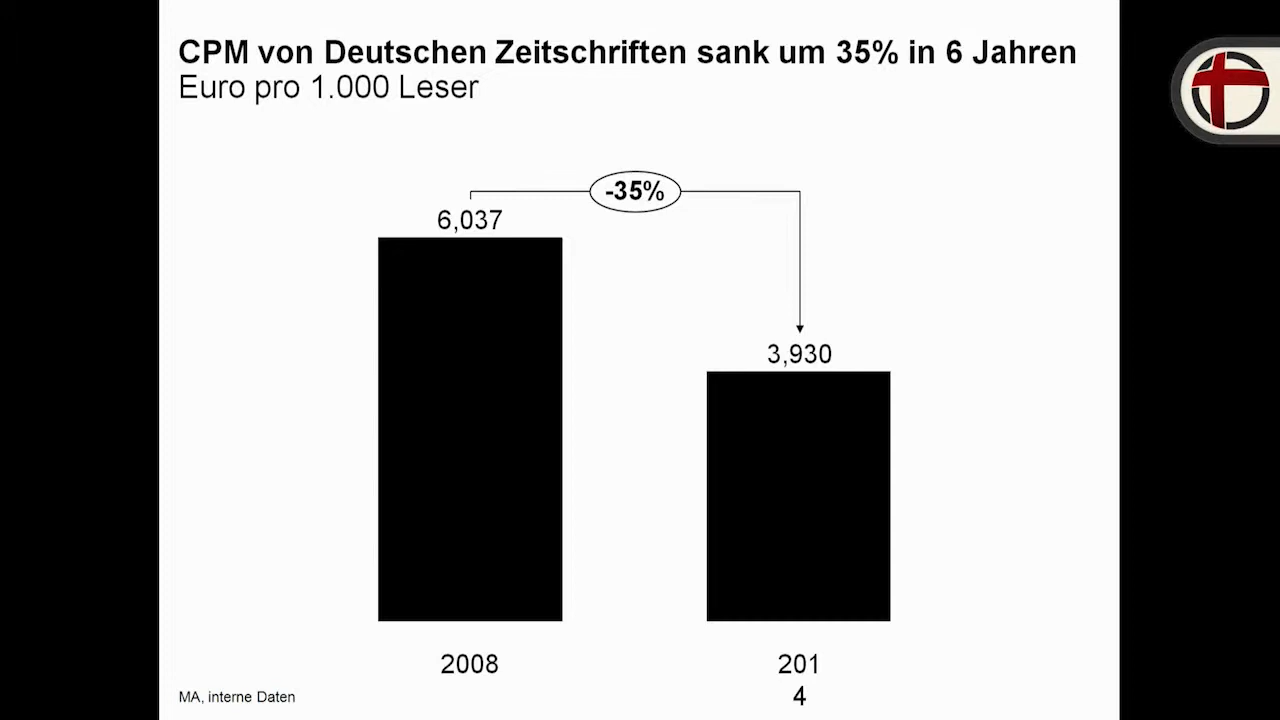 CPM von Deutschen Zeitschriften sank um 35% in 6 Jahren
Euro pro 1.000 Leser
-35%
6,037
3,930
2008
201
4
MA, interne Daten